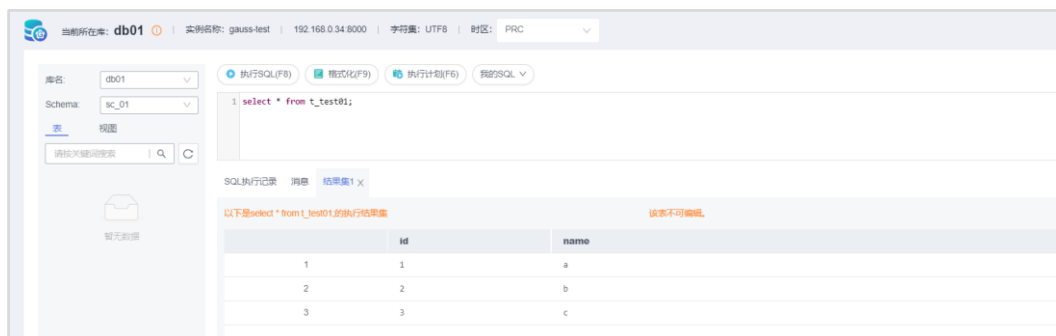 当前所在库: db01 实例名称: gauss-test | 192.168.0.34:8000 | 字符集: UTF8 | 时区: PRC
库名: db01
Schema: sc_01
表 视图
请按关键词搜索
暂无数据
执行SQL(F8) 格式化(F9) 执行计划(F6) 我的SQL
1 select * from t_test01;
SQL执行记录 消息 结果集1 X
以下是select * from t_test01;的执行结果集 该表不可编辑。
id name
1 1 a
2 2 b
3 3 c